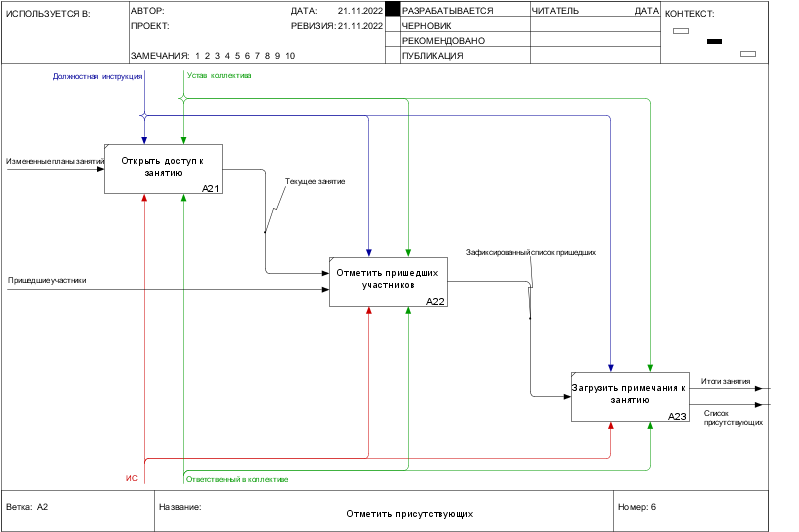 ИСПОЛЬЗУЕТСЯ В:
АВТОР:
ДАТА: 21.11.2022
РАЗРАБАТЫВАЕТСЯ
ЧИТАТЕЛЬ
ДАТА
КОНТЕКСТ:
ПРОЕКТ:
РЕВИЗИЯ: 21.11.2022
ЧЕРНОВИК
РЕКОМЕНДОВАНО
ЗАМЕЧАНИЯ: 1 2 3 4 5 6 7 8 9 10
ПУБЛИКАЦИЯ
Должностная инструкция
Устав коллектива
Измененные планы занятий
Открыть доступ к
занятию
A21
Текущее занятие
Зафиксированный список пришедших
Пришедшие участники
Отметить пришедших
участников
A22
Загрузить примечания к
занятию
A23
Итоги занятия
Список
присутствующих
ИС
Ответственный в коллективе
Ветка: A2
Название:
Отметить присутствующих
Номер: 6